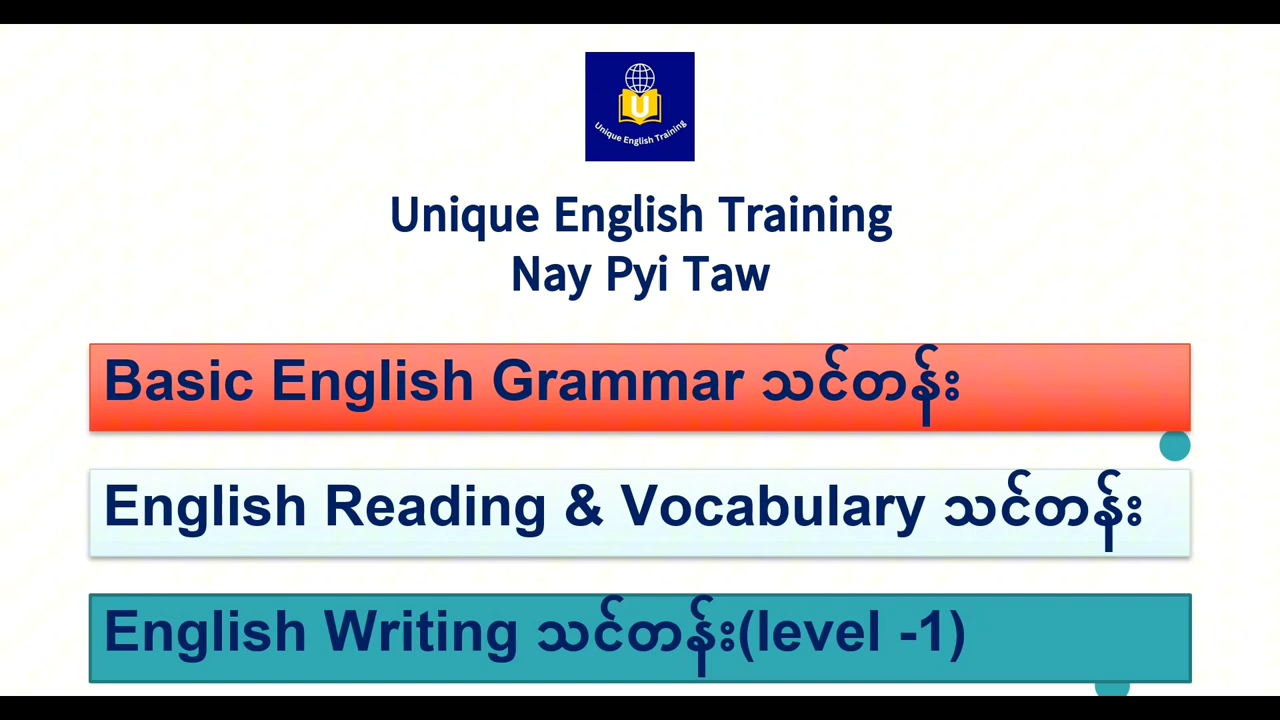 U
Unique English Training
Unique English Training
Nay Pyi Taw
Basic English Grammar သင်တန်း
English Reading & Vocabulary သင်တန်း
English Writing သင်တန်း(level -1)